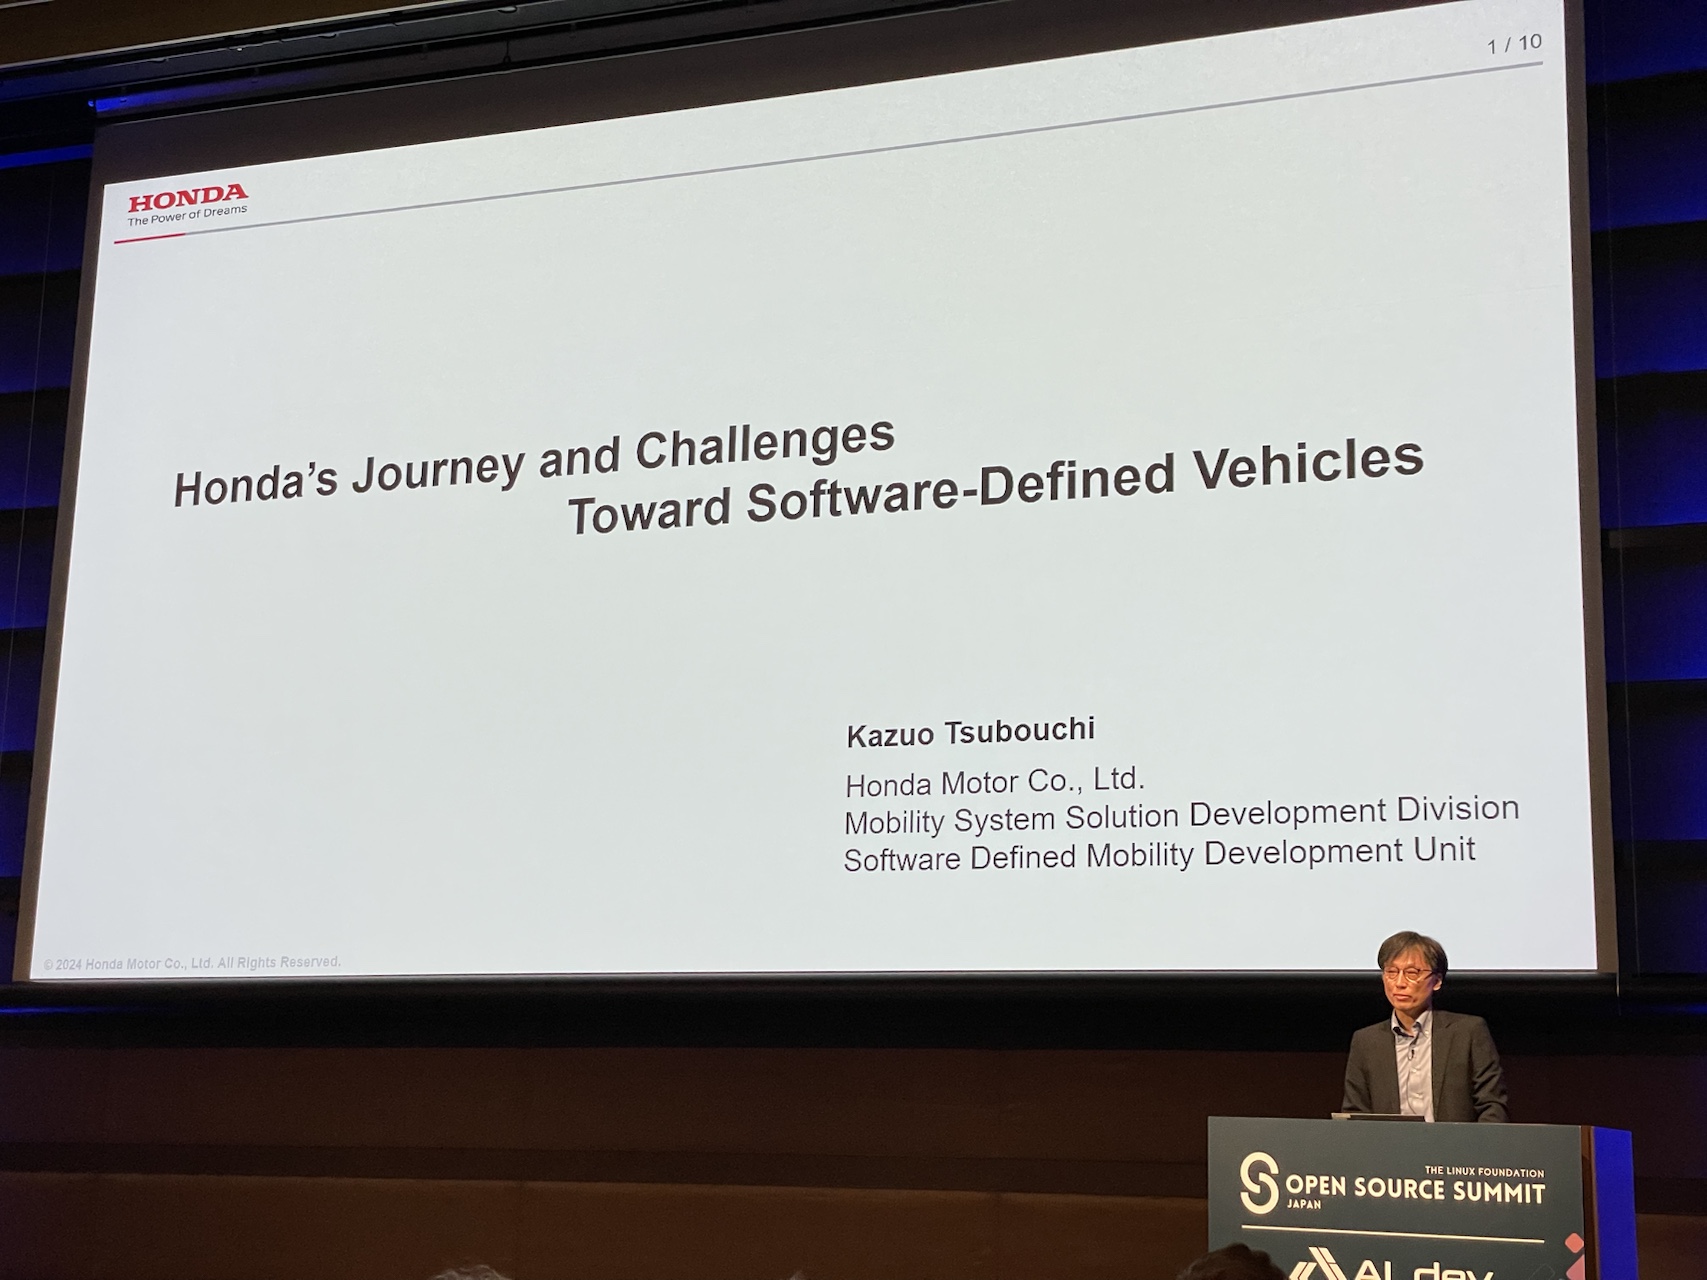 1 / 10
HONDA
The Power of Dreams
Honda's Journey and Challenges
Toward Software-Defined Vehicles
Kazuo Tsubouchi
Honda Motor Co., Ltd.
Mobility System Solution Development Division
Software Defined Mobility Development Unit
© 2024 Honda Motor Co., Ltd. All Rights Reserved.
THE LINUX FOUNDATION
OPEN SOURCE SUMMIT
JAPAN
AI_dev